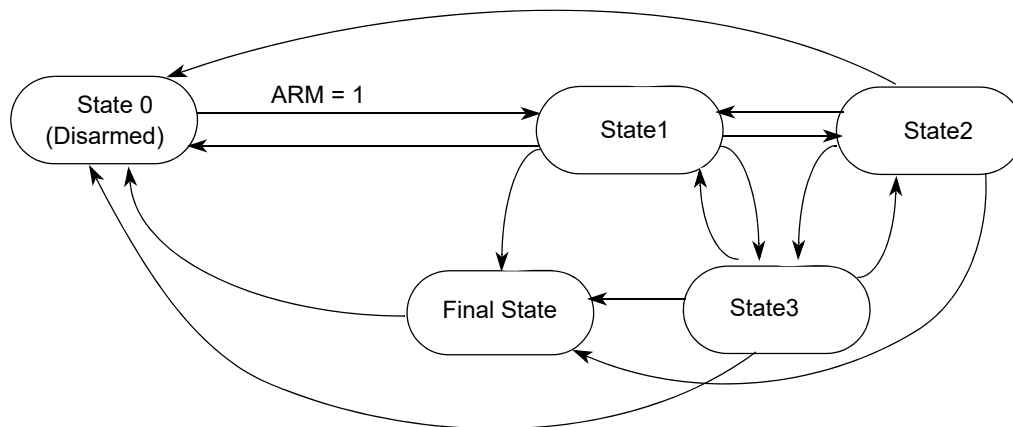 State 0
(Disarmed)
ARM = 1
State1
State2
Final State
State3